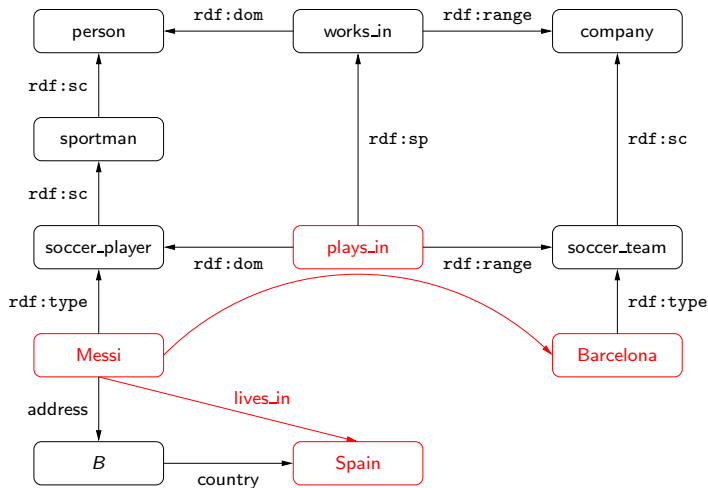 person
rdf:dom
works_in
rdf:range
company
rdf:sc
sportman
rdf:sp
rdf:sc
rdf:sc
soccer_player
rdf:dom
plays_in
rdf:range
soccer_team
rdf:type
rdf:type
Messi
Barcelona
address
lives_in
B
country
Spain